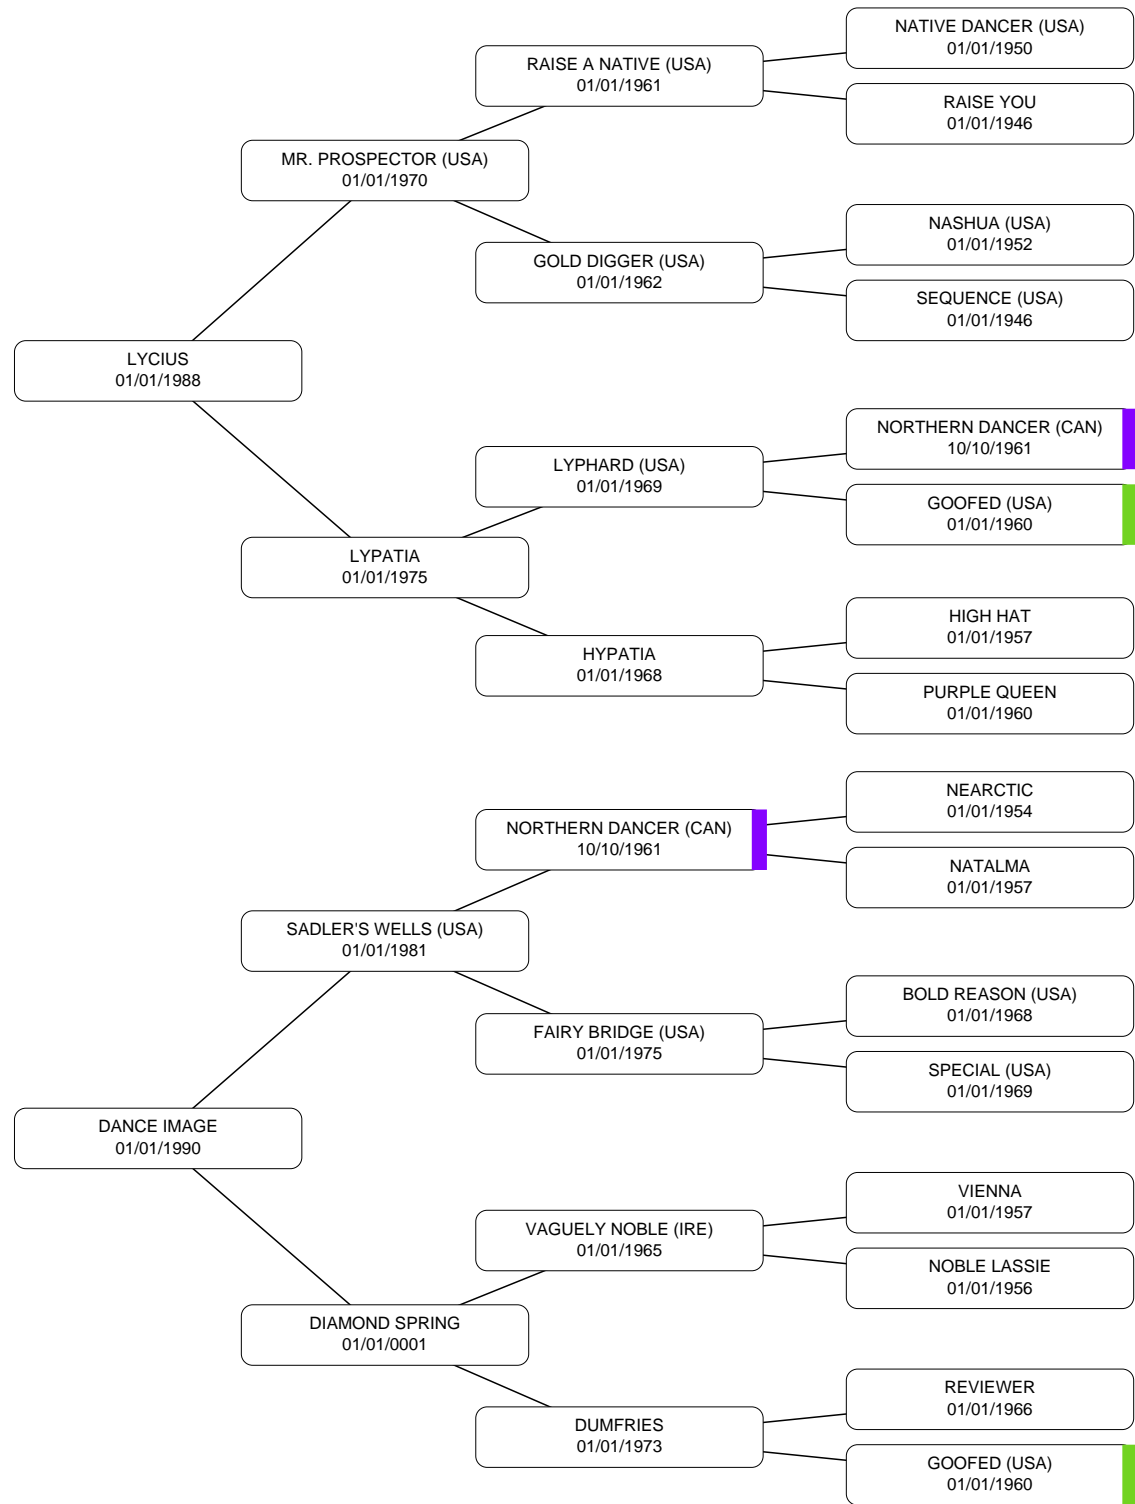 NATIVE DANCER (USA)
01/01/1950
RAISE A NATIVE (USA)
01/01/1961
RAISE YOU
01/01/1946
MR. PROSPECTOR (USA)
01/01/1970
NASHUA (USA)
01/01/1952
GOLD DIGGER (USA)
01/01/1962
SEQUENCE (USA)
01/01/1946
LYCIUS
01/01/1988
NORTHERN DANCER (CAN)
10/10/1961
LYPHARD (USA)
01/01/1969
GOOFED (USA)
01/01/1960
LYPATIA
01/01/1975
HIGH HAT
01/01/1957
HYPATIA
01/01/1968
PURPLE QUEEN
01/01/1960
NEARCTIC
01/01/1954
NORTHERN DANCER (CAN)
10/10/1961
NATALMA
01/01/1957
SADLER'S WELLS (USA)
01/01/1981
BOLD REASON (USA)
01/01/1968
FAIRY BRIDGE (USA)
01/01/1975
SPECIAL (USA)
01/01/1969
DANCE IMAGE
01/01/1990
VIENNA
01/01/1957
VAGUELY NOBLE (IRE)
01/01/1965
NOBLE LASSIE
01/01/1956
DIAMOND SPRING
01/01/0001
REVIEWER
01/01/1966
DUMFRIES
01/01/1973
GOOFED (USA)
01/01/1960